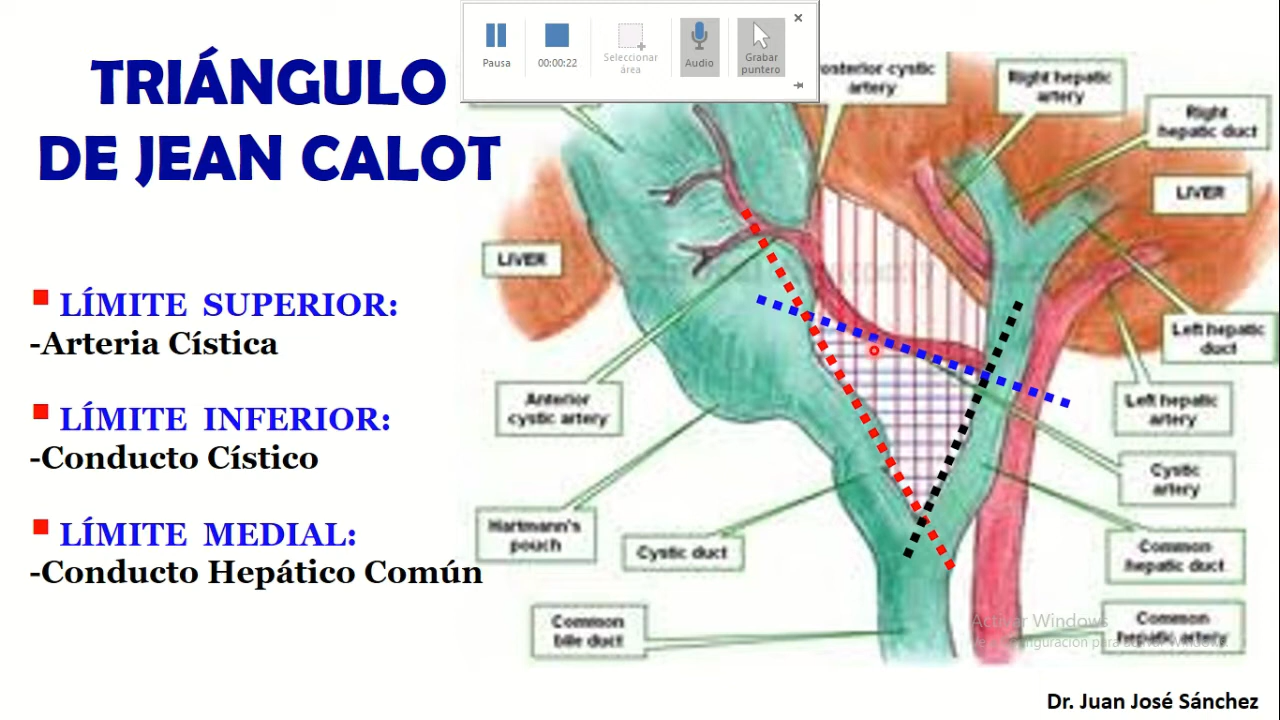 TRIÁNGULO
DE JEAN CALOT
LÍMITE SUPERIOR:
-Arteria Cística
LÍMITE INFERIOR:
-Conducto Cístico
LÍMITE MEDIAL:
-Conducto Hepático Común
Pausa
00:00:22
Seleccionar
área
Audio
Grabar
puntero
cystic
artery
Right hepatic
artery
Right
hepatic duct
LIVER
LIVER
Left hepatic
duct
Anterior
cystic artery
Left hepatic
artery
Cystic
artery
Hartmann's
pouch
Cystic duct
Common
hepatic duct
Common
bile duct
Common
hepatic artery
Activar Windows
Dr. Juan José Sánchez